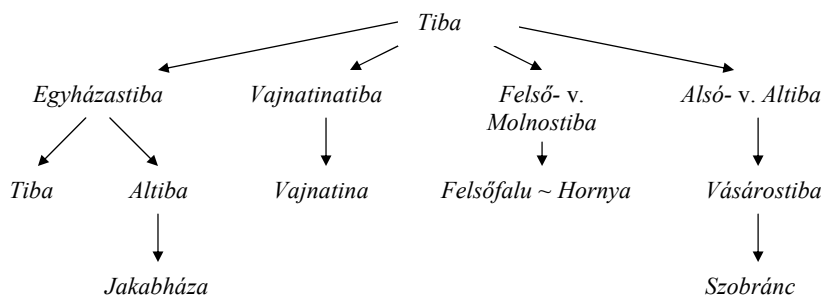 Tiba
Egyházastiba Vajnatinatiba Felső- v. Alsó- v. Altiba
Molnostiba
Tiba Altiba Vajnatina Felsőfalu ~ Hornya Vásárostiba
Jakabháza Szobránc